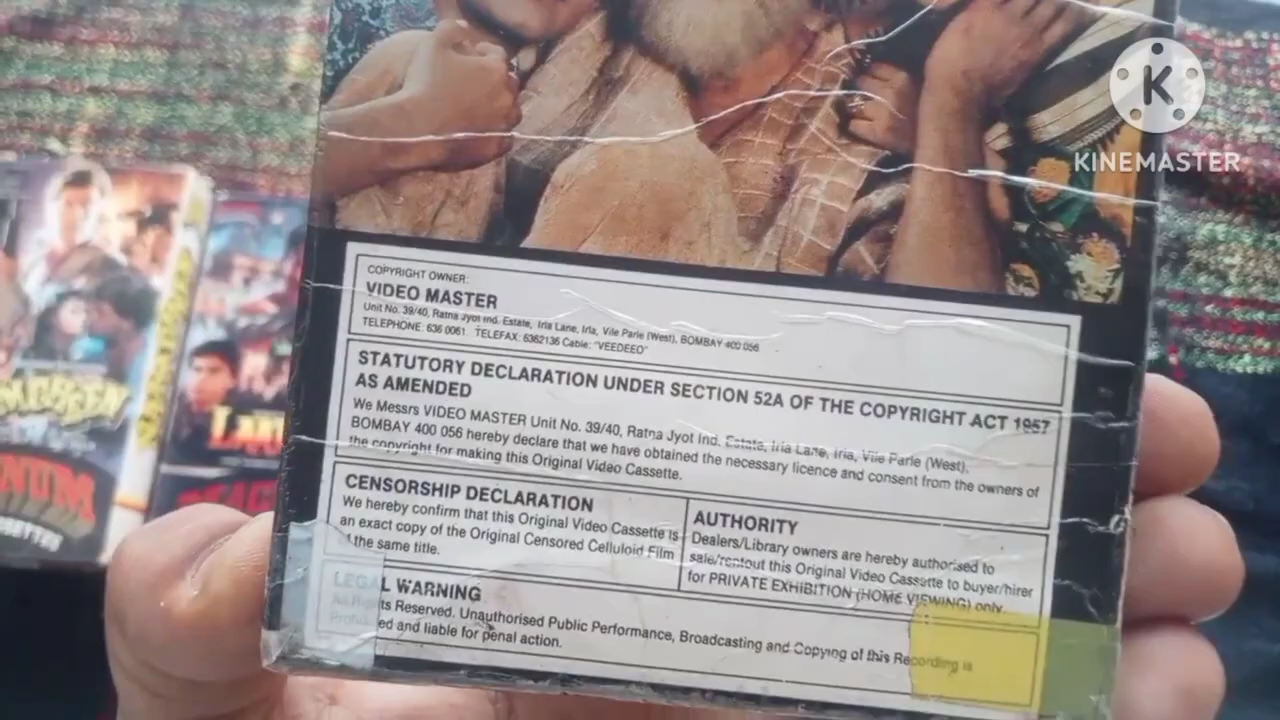 KINEMASTER
COPYRIGHT OWNER:
VIDEO MASTER
Unit No. 39/40, Ratna Jyot Ind. Estate, Irla Lane, Irla, Vile Parle (West), BOMBAY 400 056
TELEPHONE: 636 0061. TELEFAX: 6362136 Cable: "VEEDEEO"
STATUTORY DECLARATION UNDER SECTION 52A OF THE COPYRIGHT ACT 1957
AS AMENDED
We Messrs VIDEO MASTER Unit No. 39/40, Ratna Jyot Ind. Estate, Irla Lane, Irla, Vile Parle (West),
BOMBAY 400 056 hereby declare that we have obtained the necessary licence and consent from the owners of
the copyright for making this Original Video Cassette.
CENSORSHIP DECLARATION
We hereby confirm that this Original Video Cassette is
an exact copy of the Original Censored Celluloid Film
the same title.
AUTHORITY
Dealers/Library owners are hereby authorised to
sale/rentout this Original Video Cassette to buyer/hirer
for PRIVATE EXHIBITION (HOME VIEWING) only.
LEGAL WARNING
All Rights Reserved. Unauthorised Public Performance, Broadcasting and Copying of this Recording is
Prohibited and liable for penal action.